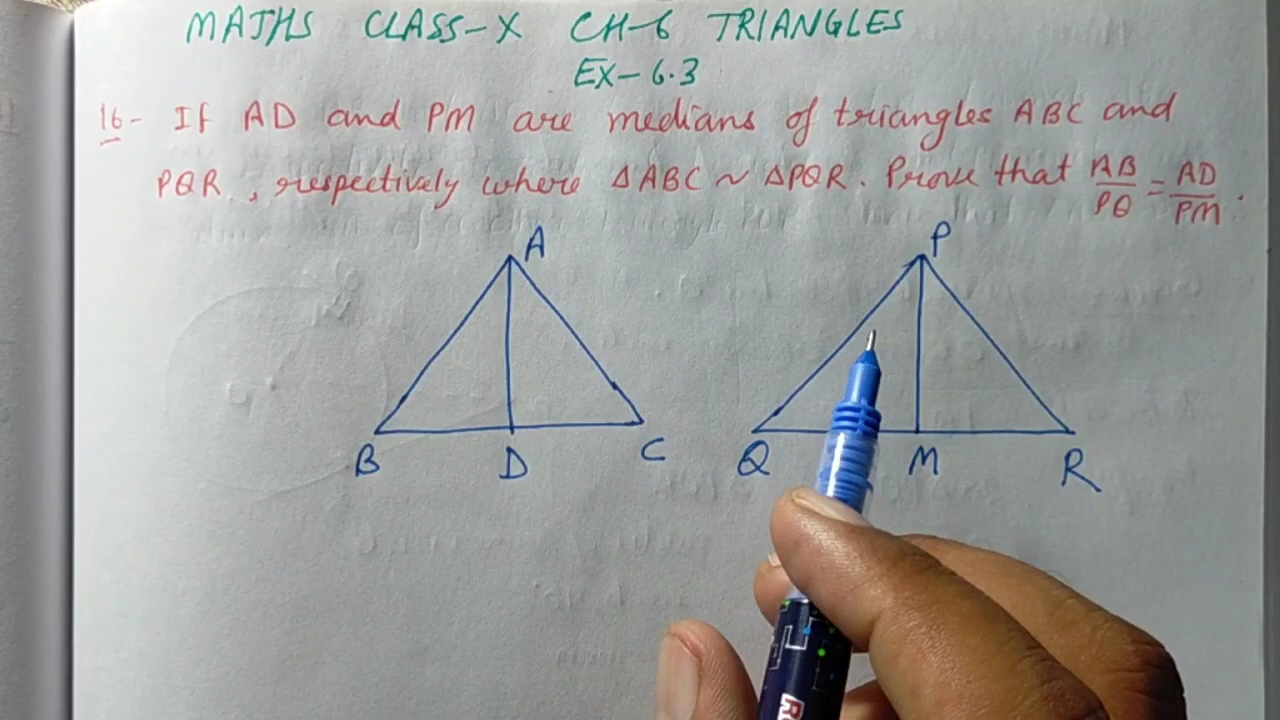 MATHS CLASS-X CH-6 TRIANGLES
EX-6.3
16- If AD and PM are medians of triangles ABC and
PQR, respectively where ΔABC ~ ΔPQR. Prove that AB/PQ = AD/PM.
A P
B D C Q M R